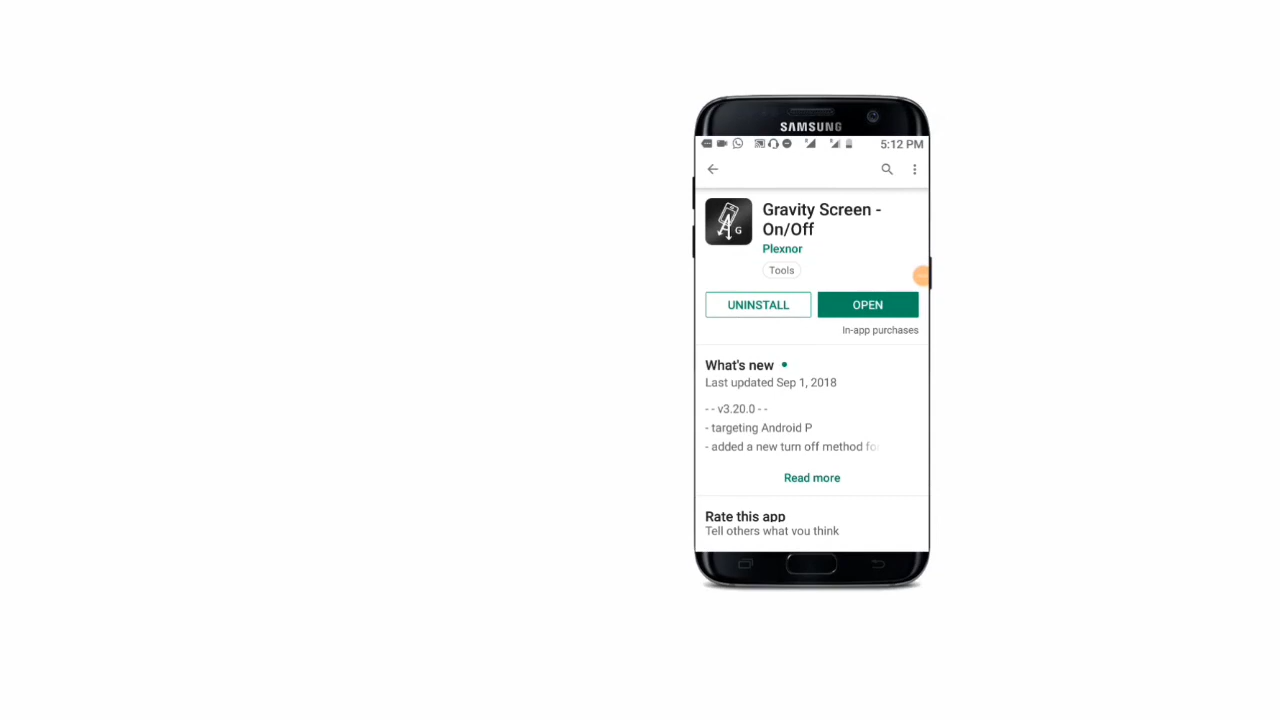 SAMSUNG
5:12 PM
Gravity Screen -
On/Off
G
Plexnor
Tools
UNINSTALL
OPEN
In-app purchases
What's new
Last updated Sep 1, 2018
- - v3.20.0 - -
- targeting Android P
- added a new turn off method for
Read more
Rate this app
Tell others what you think